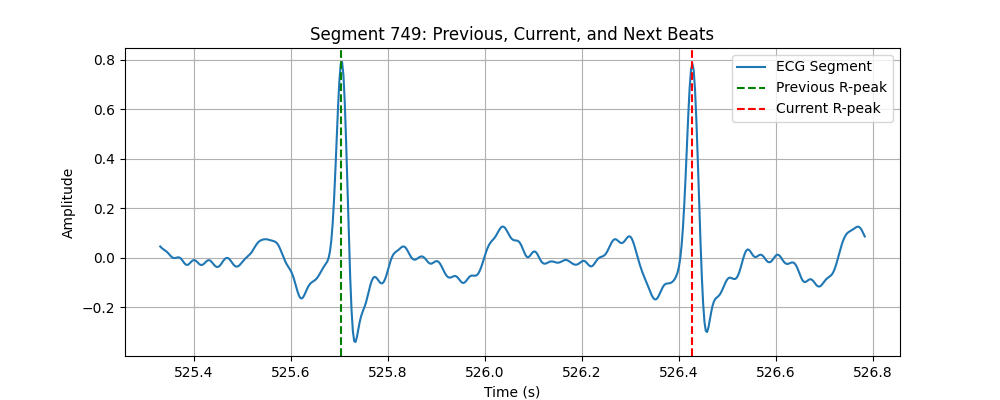 Segment 749: Previous, Current, and Next Beats
ECG Segment
Previous R-peak
Current R-peak
Amplitude
0.8
0.6
0.4
0.2
0.0
−0.2
525.4 525.6 525.8 526.0 526.2 526.4 526.6 526.8
Time (s)